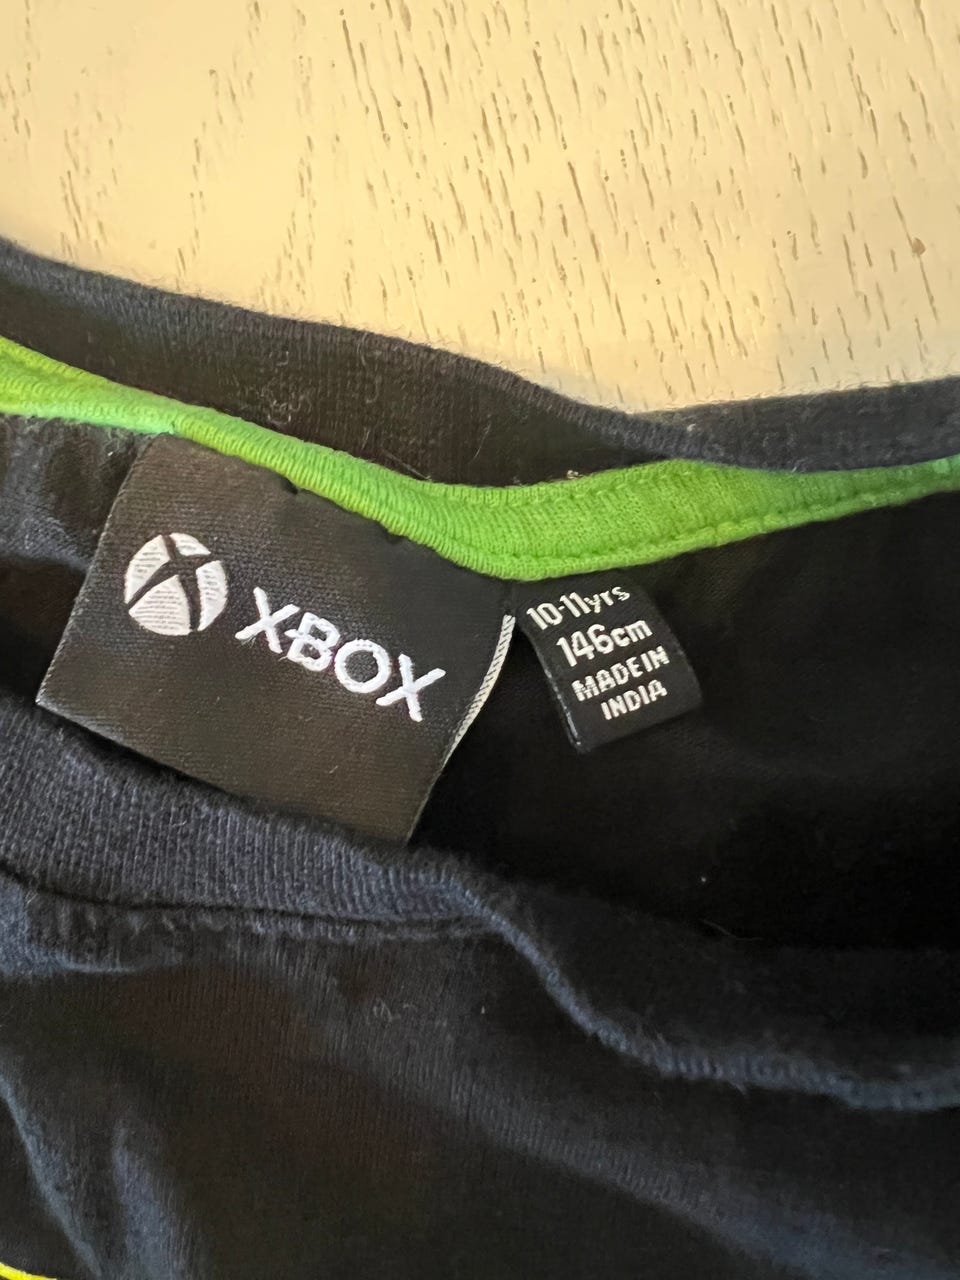 XBOX
10-11yrs
146cm
MADE IN
INDIA